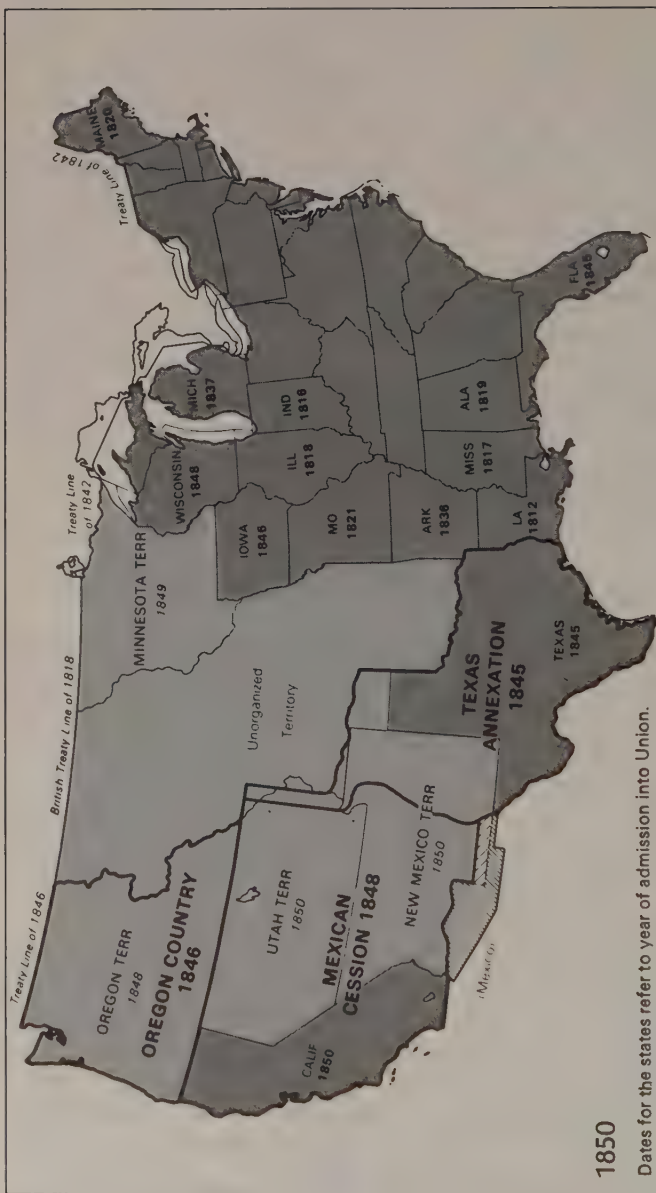 Treaty Line of 1846
British Treaty Line of 1818
Treaty Line
of 1842
Treaty Line of 1842
MAINE
1820
OREGON TERR
1848
OREGON COUNTRY
1846
MINNESOTA TERR
1849
WISCONSIN
1848
MICH
1837
Unorganized
Territory
IOWA
1846
ILL
1818
IND
1816
UTAH TERR
1850
MEXICAN
CESSION 1848
CALIF
1850
NEW MEXICO TERR
1850
MO
1821
ARK
1836
MISS
1817
ALA
1819
LA
1812
TEXAS
ANNEXATION
1845
TEXAS
1845
FLA
1845
(Mexico)
1850
Dates for the states refer to year of admission into Union.